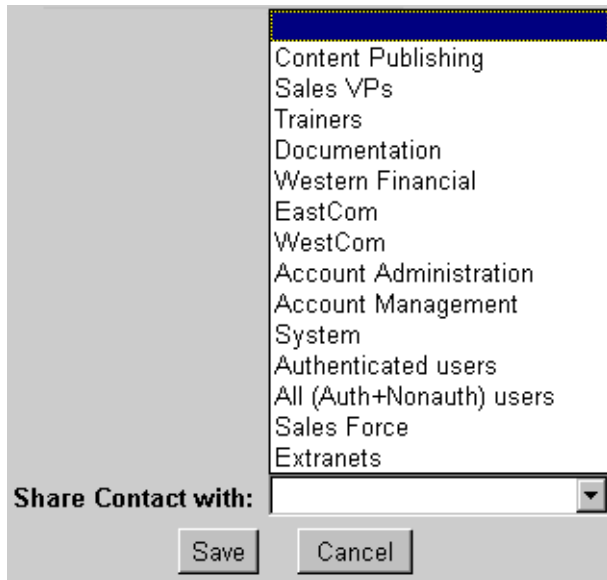 Content Publishing
Sales VPs
Trainers
Documentation
Western Financial
EastCom
WestCom
Account Administration
Account Management
System
Authenticated users
All (Auth+Nonauth) users
Sales Force
Extranets
Share Contact with:
Save Cancel